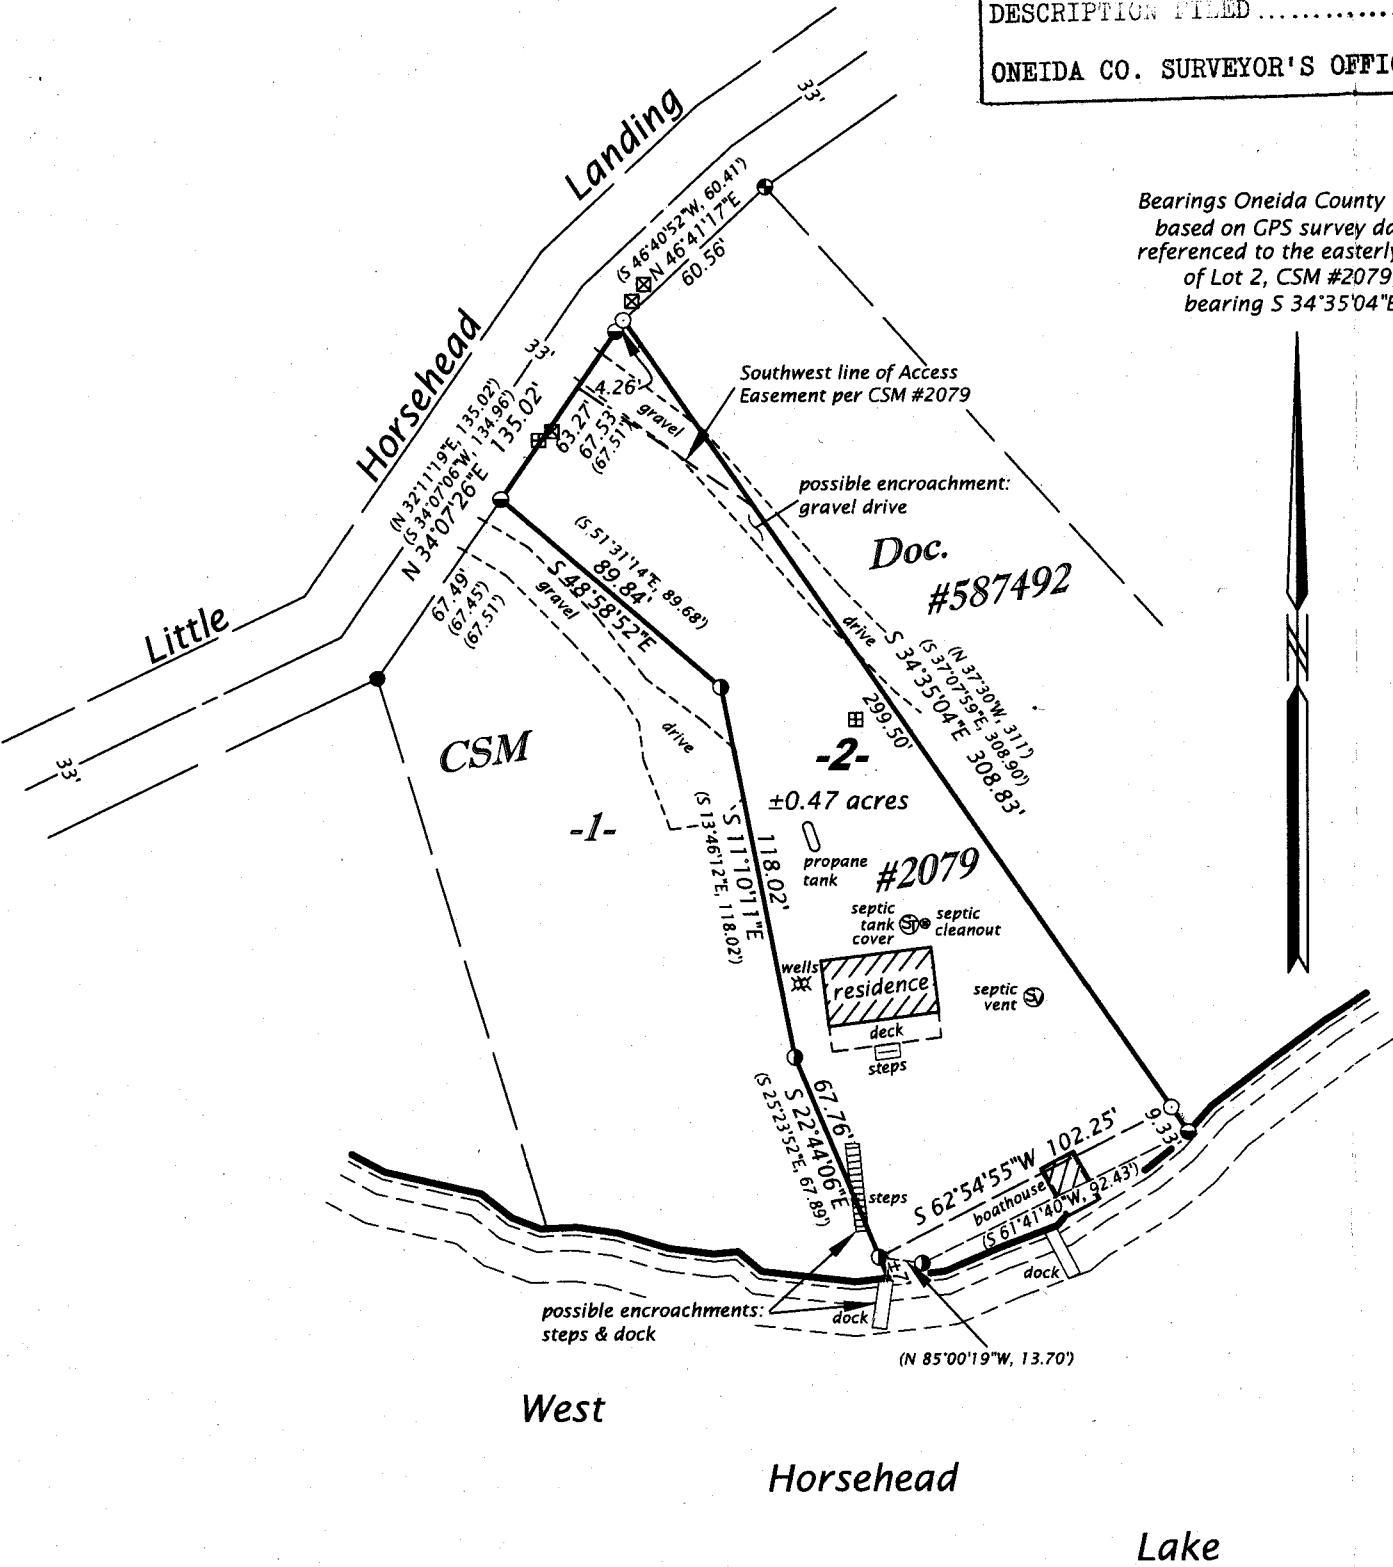 DESCRIPTION FILED
ONEIDA CO. SURVEYOR'S OFFI
Bearings Oneida County
based on GPS survey da
referenced to the easterly
of Lot 2, CSM #2079
bearing S 34°35'04"E
Little
Horsehead
Landing
33'
33'
33'
(S 46°40'52"W, 60.41')
N 46°41'17"E
60.56'
(N 32°11'19"E, 135.02')
(S 34°07'06"W, 134.96')
N 34°07'26"E 135.02'
4.26'
63.27'
67.53'
(67.51')
gravel
Southwest line of Access
Easement per CSM #2079
possible encroachment:
gravel drive
Doc.
#587492
67.49'
(67.45')
(67.51')
(S 51°31'14"E, 89.68')
89.84'
S 48°58'52"E
gravel
drive
drive
(N 37°30'W, 311')
(S 37°07'59"E, 308.90')
S 34°35'04"E 308.83'
299.50'
CSM
-1-
-2-
±0.47 acres
118.02'
S 11°10'11"E
(S 13°46'12"E, 118.02')
propane
tank
#2079
septic
tank
cover
ST
septic
cleanout
wells
residence
septic
vent
SV
deck
steps
67.76'
S 22°44'06"E
(S 25°23'52"E, 67.89')
steps
S 62°54'55"W 102.25'
boathouse
(S 61°41'40"W, 92.43')
9.33'
±7'
dock
dock
possible encroachments:
steps & dock
(N 85°00'19"W, 13.70')
West
Horsehead
Lake